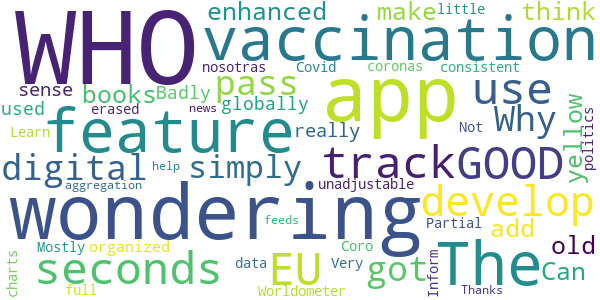 WHO enhanced make little think
vaccination
nosotras Covid coronas consistent
sense books Badly pass app use
used erased news globally
Learn feature really Why Not yellow politics
digital help simply track GOOD
aggregation unadjustable
wondering develop
feeds Partial add
Mostly organized Coro The old
charts seconds EU data Very got Inform Can
full Worldometer Thanks